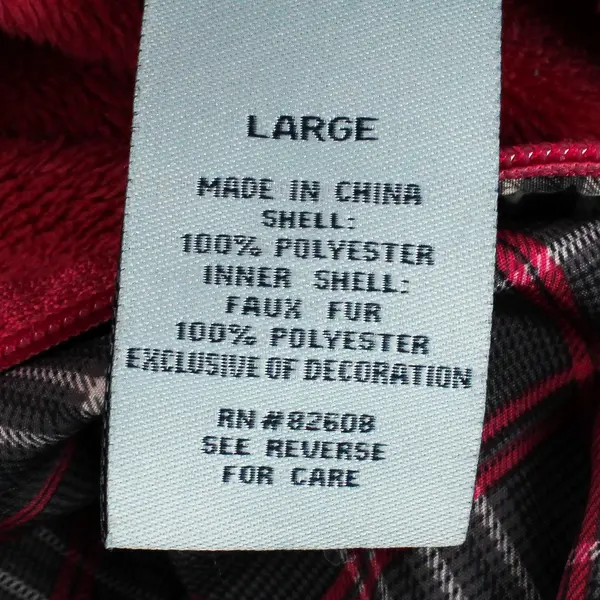 LARGE
MADE IN CHINA
SHELL:
100% POLYESTER
INNER SHELL:
FAUX FUR
100% POLYESTER
EXCLUSIVE OF DECORATION
RN#82608
SEE REVERSE
FOR CARE